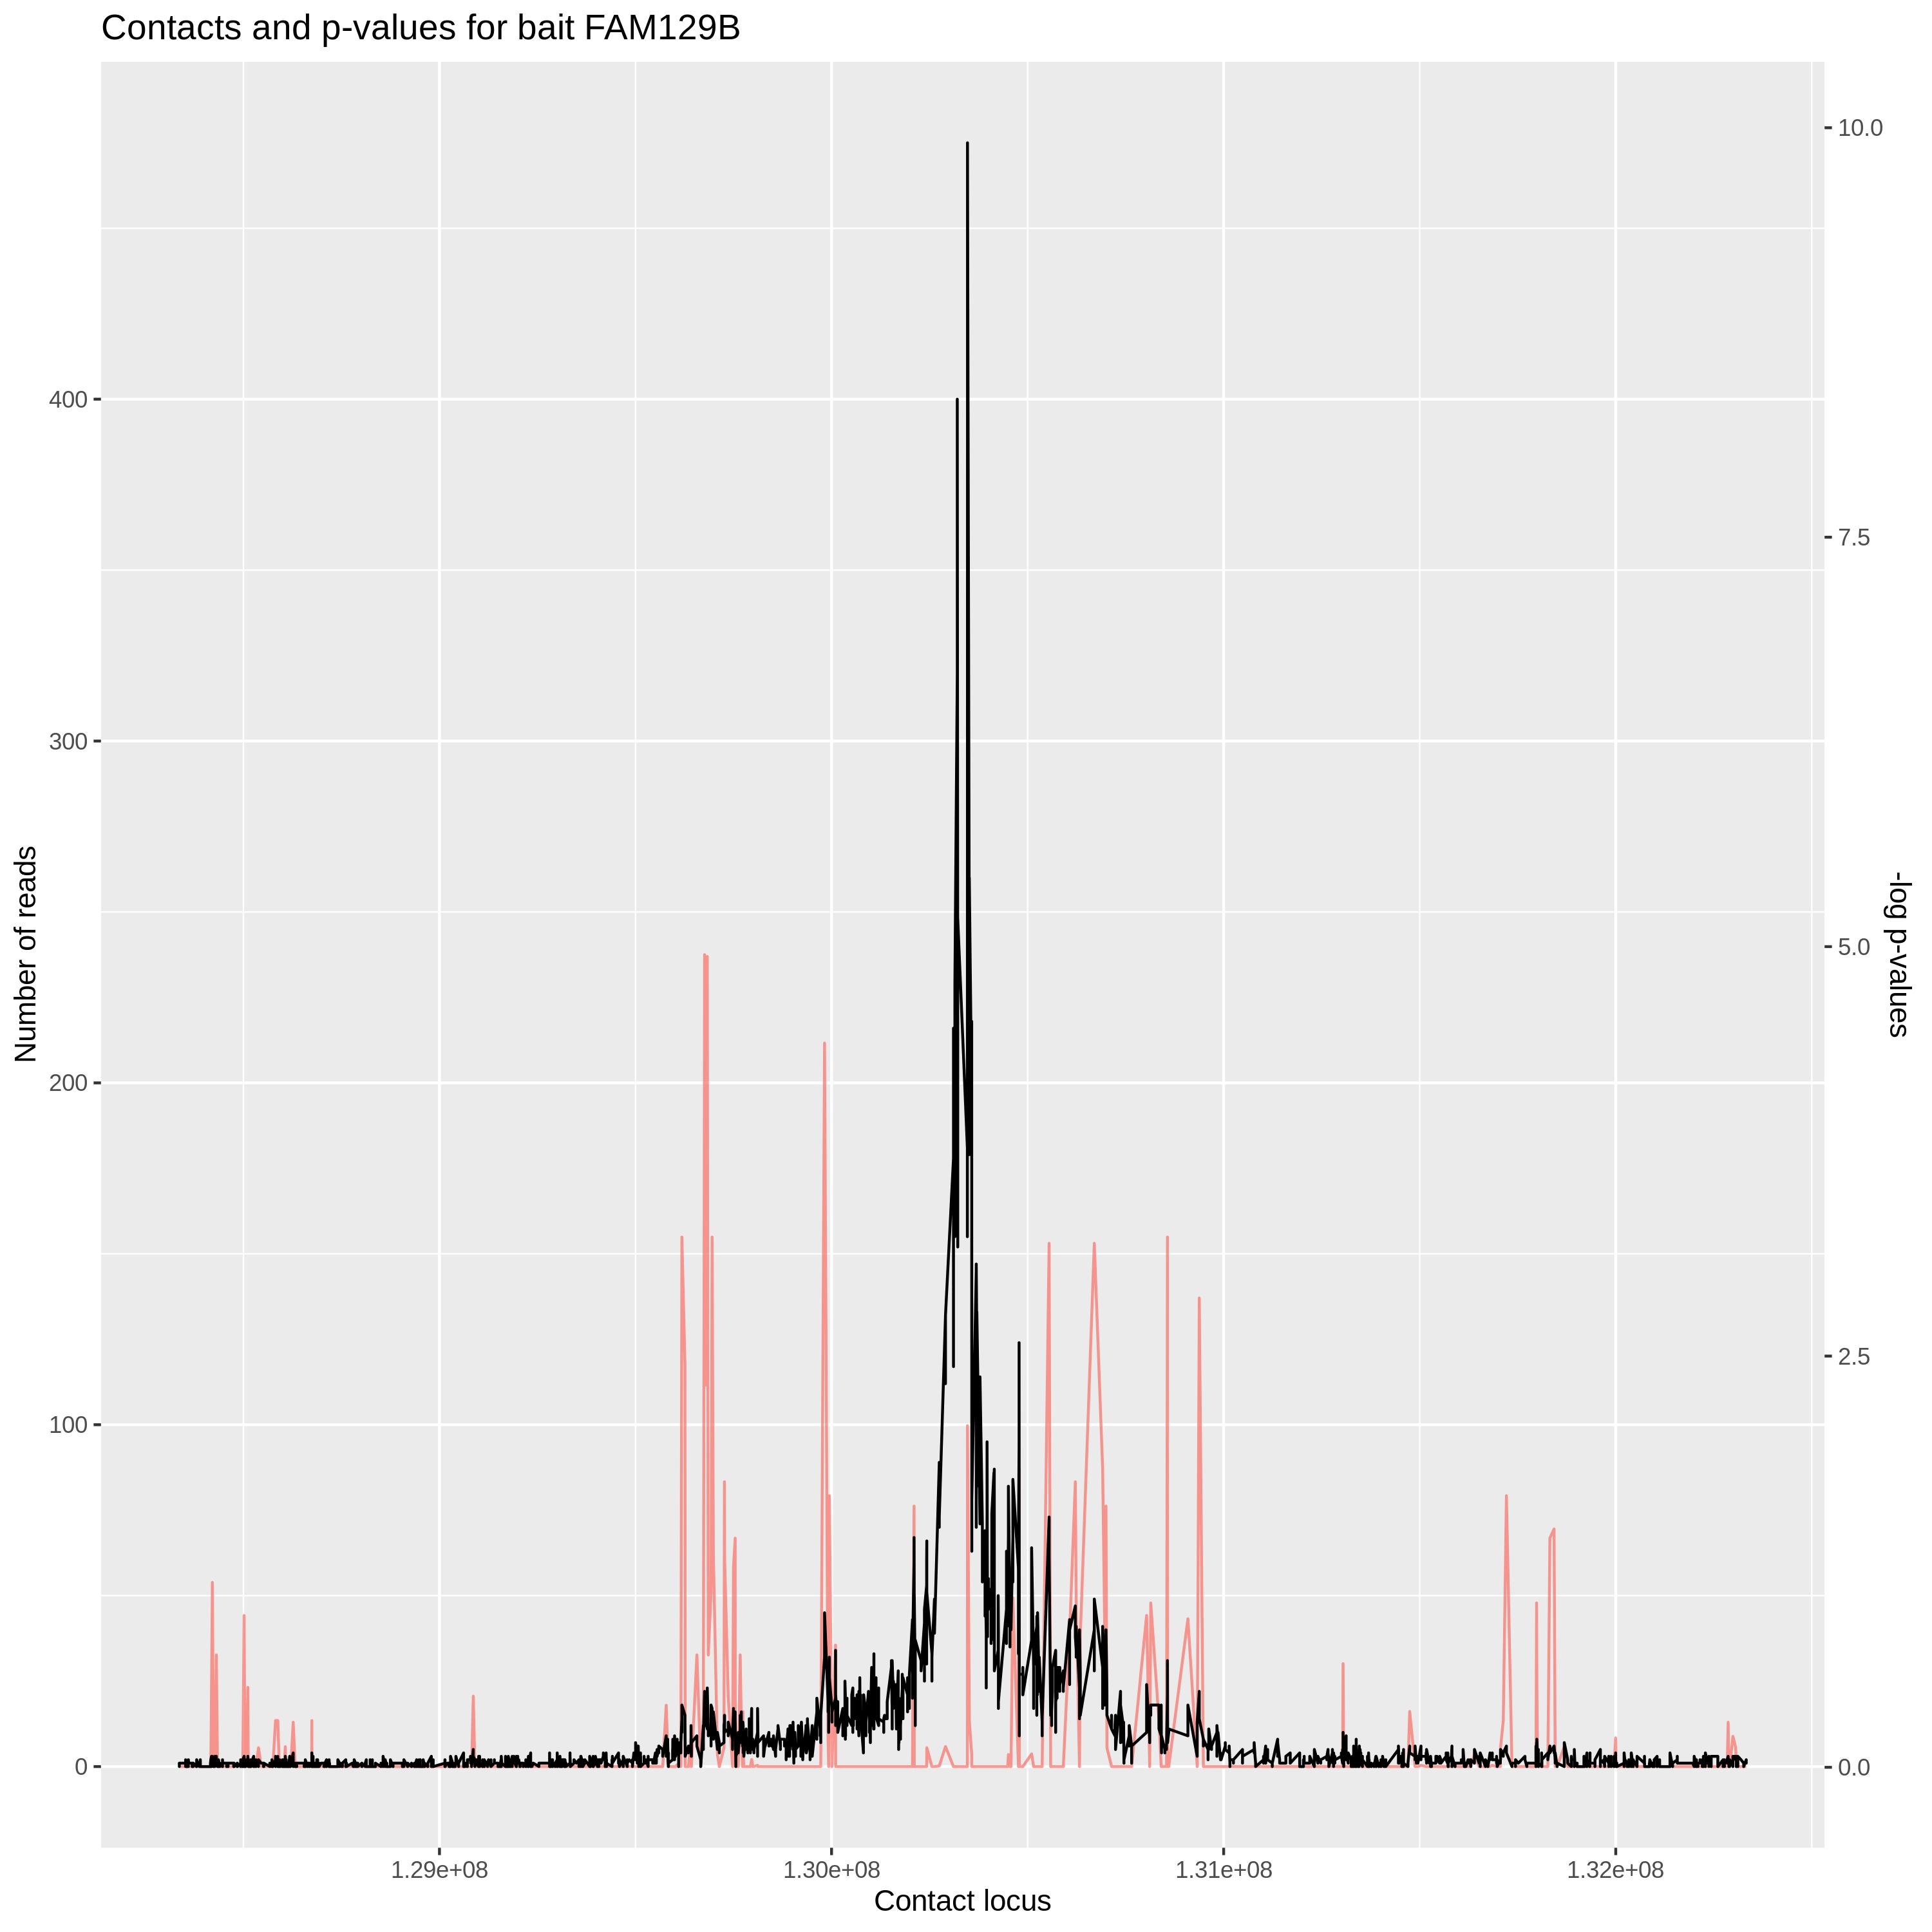 Contacts and p-values for bait FAM129B
10.0
7.5
5.0
2.5
0.0
400
300
200
100
0
Number of reads
-log p-values
1.29e+08
1.30e+08
1.31e+08
1.32e+08
Contact locus